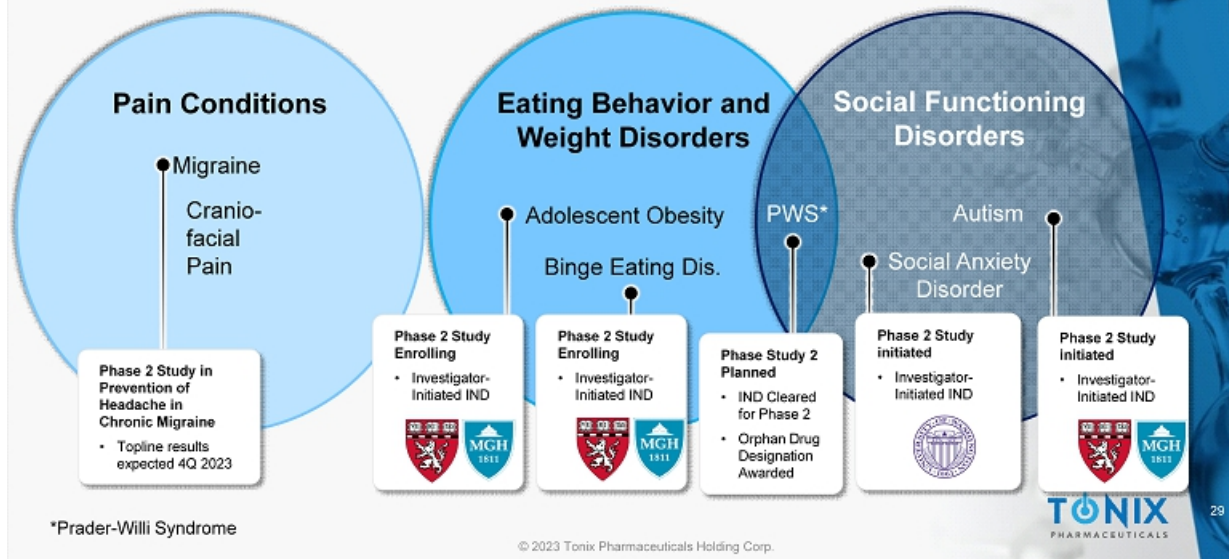 Pain Conditions
Migraine
Cranio-
facial
Pain
Phase 2 Study in
Prevention of
Headache in
Chronic Migraine
• Topline results
expected 4Q 2023
Eating Behavior and
Weight Disorders
Adolescent Obesity
Binge Eating Dis.
Phase 2 Study
Enrolling
• Investigator-
Initiated IND
MGH
1811
Phase 2 Study
Enrolling
• Investigator-
Initiated IND
MGH
1811
PWS*
Phase Study 2
Planned
• IND Cleared
for Phase 2
• Orphan Drug
Designation
Awarded
Social Functioning
Disorders
Autism
Social Anxiety
Disorder
Phase 2 Study
initiated
• Investigator-
Initiated IND
Phase 2 Study
initiated
• Investigator-
Initiated IND
MGH
1811
*Prader-Willi Syndrome
© 2023 Tonix Pharmaceuticals Holding Corp.
TONIX
PHARMACEUTICALS
29